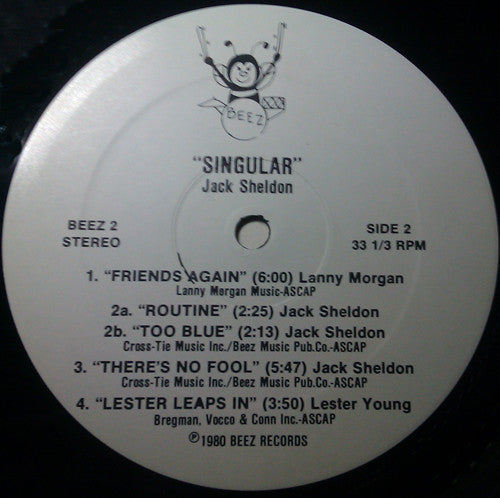 BEEZ
"SINGULAR"
Jack Sheldon
BEEZ 2
STEREO
SIDE 2
33 1/3 RPM
1. "FRIENDS AGAIN" (6:00) Lanny Morgan
Lanny Morgan Music-ASCAP
2a. "ROUTINE" (2:25) Jack Sheldon
2b. "TOO BLUE" (2:13) Jack Sheldon
Cross-Tie Music Inc./Beez Music Pub.Co.-ASCAP
3. "THERE'S NO FOOL" (5:47) Jack Sheldon
Cross-Tie Music Inc./Beez Music Pub.Co.-ASCAP
4. "LESTER LEAPS IN" (3:50) Lester Young
Bregman, Vocco & Conn Inc.-ASCAP
℗1980 BEEZ RECORDS